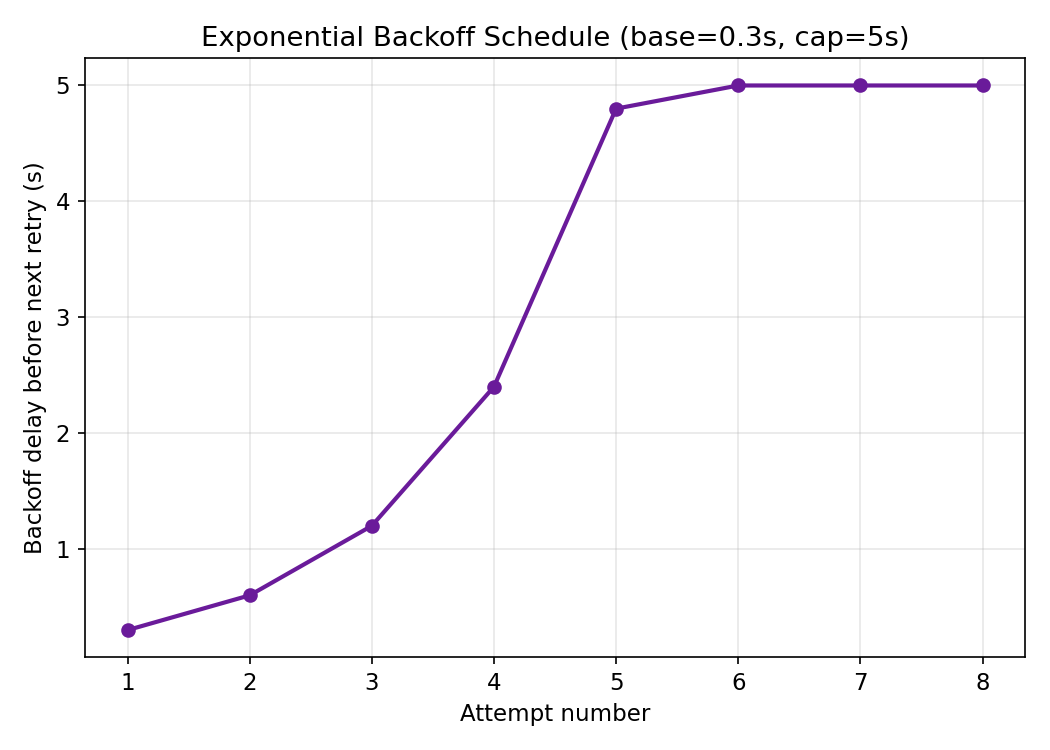 Exponential Backoff Schedule (base=0.3s, cap=5s)
Backoff delay before next retry (s)
5
4
3
2
1
1 2 3 4 5 6 7 8
Attempt number